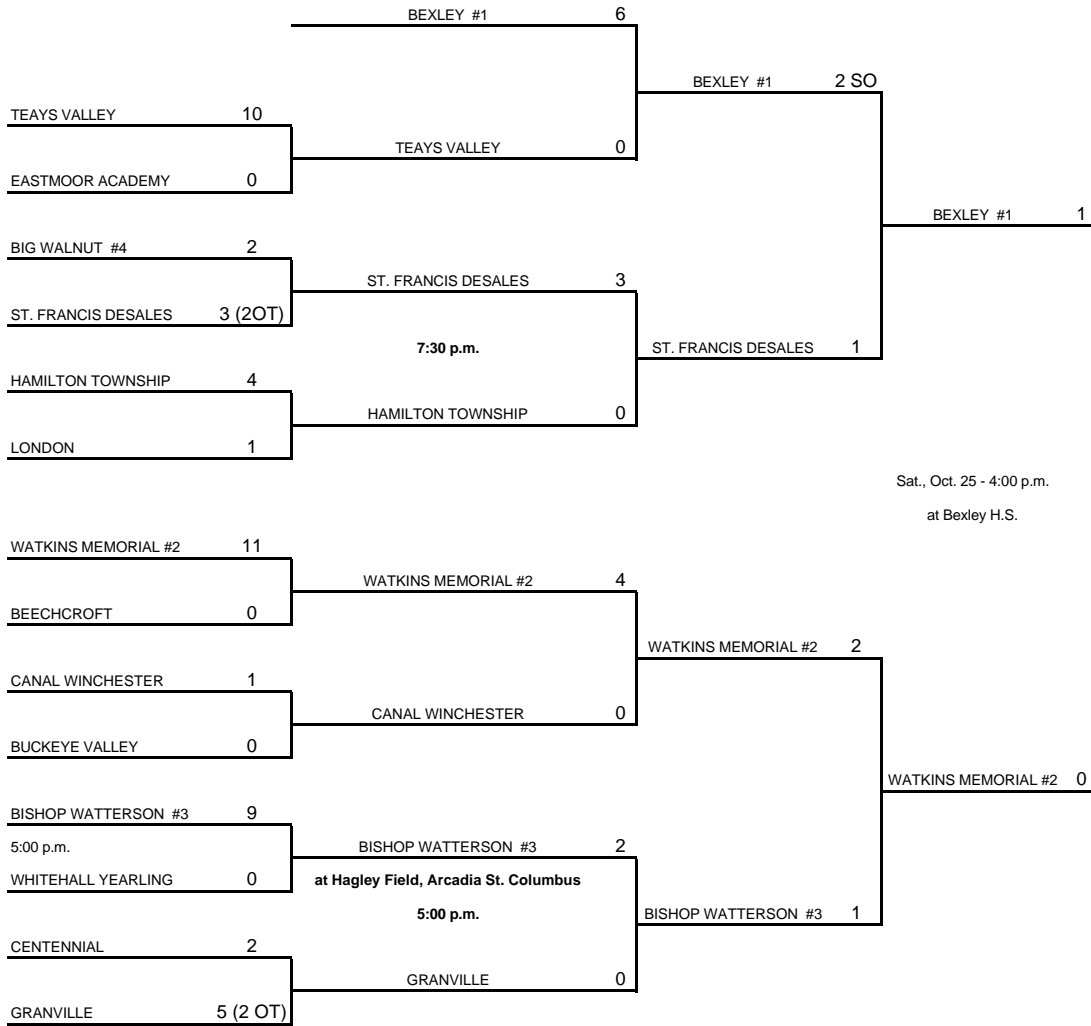 BEXLEY #1 6
BEXLEY #1 2 SO
TEAYS VALLEY 10
TEAYS VALLEY 0
EASTMOOR ACADEMY 0
BEXLEY #1 1
BIG WALNUT #4 2
ST. FRANCIS DESALES 3
ST. FRANCIS DESALES 3 (2OT)
7:30 p.m.
ST. FRANCIS DESALES 1
HAMILTON TOWNSHIP 4
HAMILTON TOWNSHIP 0
LONDON 1
Sat., Oct. 25 - 4:00 p.m.
at Bexley H.S.
WATKINS MEMORIAL #2 11
WATKINS MEMORIAL #2 4
BEECHCROFT 0
WATKINS MEMORIAL #2 2
CANAL WINCHESTER 1
CANAL WINCHESTER 0
BUCKEYE VALLEY 0
WATKINS MEMORIAL #2 0
BISHOP WATTERSON #3 9
5:00 p.m.
BISHOP WATTERSON #3 2
WHITEHALL YEARLING 0
at Hagley Field, Arcadia St. Columbus
5:00 p.m.
BISHOP WATTERSON #3 1
CENTENNIAL 2
GRANVILLE 0
GRANVILLE 5 (2 OT)